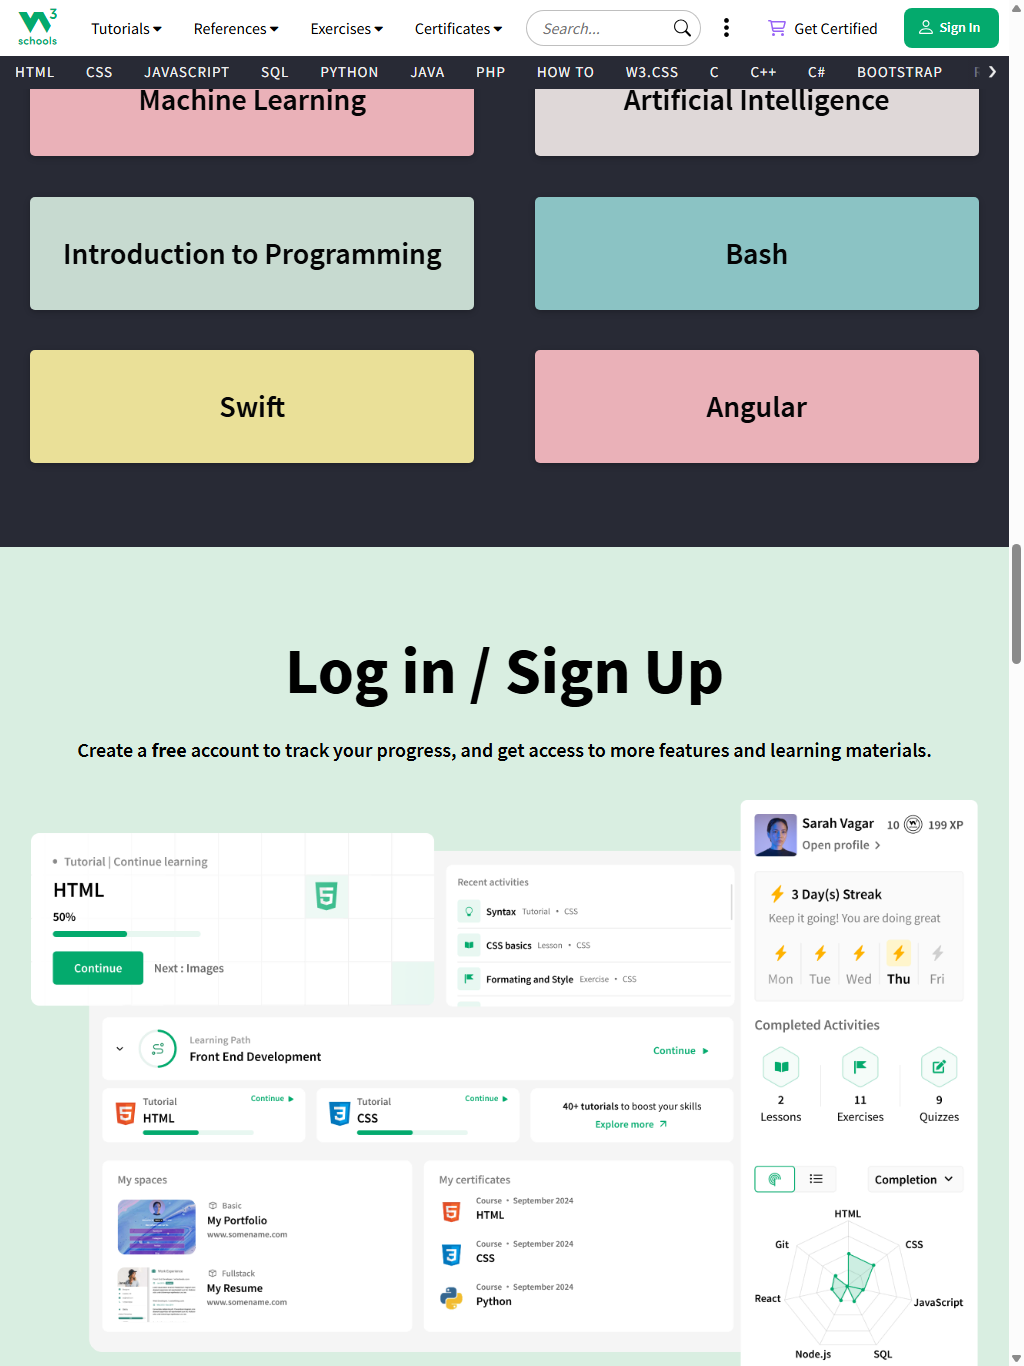 3
schools
Tutorials
References
Exercises
Certificates
Search...
Get Certified
Sign In
HTML
CSS
JAVASCRIPT
SQL
PYTHON
JAVA
PHP
HOW TO
W3.CSS
C
C++
C#
BOOTSTRAP
Machine Learning
Artificial Intelligence
Introduction to Programming
Bash
Swift
Angular
Log in / Sign Up
Create a free account to track your progress, and get access to more features and learning materials.
Tutorial | Continue learning
HTML
50%
Continue
Next : Images
Recent activities
Syntax Tutorial • CSS
CSS basics Lesson • CSS
Formating and Style Exercise • CSS
Sarah Vagar
10
199 XP
Open profile
3 Day(s) Streak
Keep it going! You are doing great
Mon
Tue
Wed
Thu
Fri
Completed Activities
2
Lessons
11
Exercises
9
Quizzes
Learning Path
Front End Development
Continue
Tutorial
HTML
Continue
Tutorial
CSS
Continue
40+ tutorials to boost your skills
Explore more
My spaces
Basic
My Portfolio
www.somename.com
Fullstack
My Resume
www.somename.com
My certificates
Course • September 2024
HTML
Course • September 2024
CSS
Course • September 2024
Python
Completion
HTML
Git
CSS
React
JavaScript
Node.js
SQL